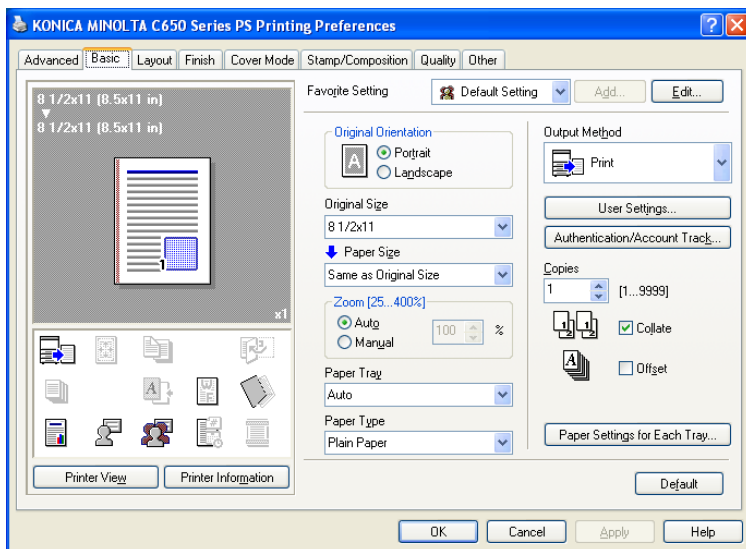 KONICA MINOLTA C650 Series PS Printing Preferences
Advanced Basic Layout Finish Cover Mode Stamp/Composition Quality Other
8 1/2x11 (8.5x11 in)
8 1/2x11 (8.5x11 in)
1
x1
Printer View Printer Information
Favorite Setting Default Setting Add... Edit...
Original Orientation
A
Portrait
Landscape
Original Size
8 1/2x11
Paper Size
Same as Original Size
Zoom [25...400%]
Auto
Manual
100 %
Paper Tray
Auto
Paper Type
Plain Paper
Output Method
Print
User Settings...
Authentication/Account Track...
Copies
1 [1...9999]
Collate
Offset
Paper Settings for Each Tray...
Default
OK Cancel Apply Help